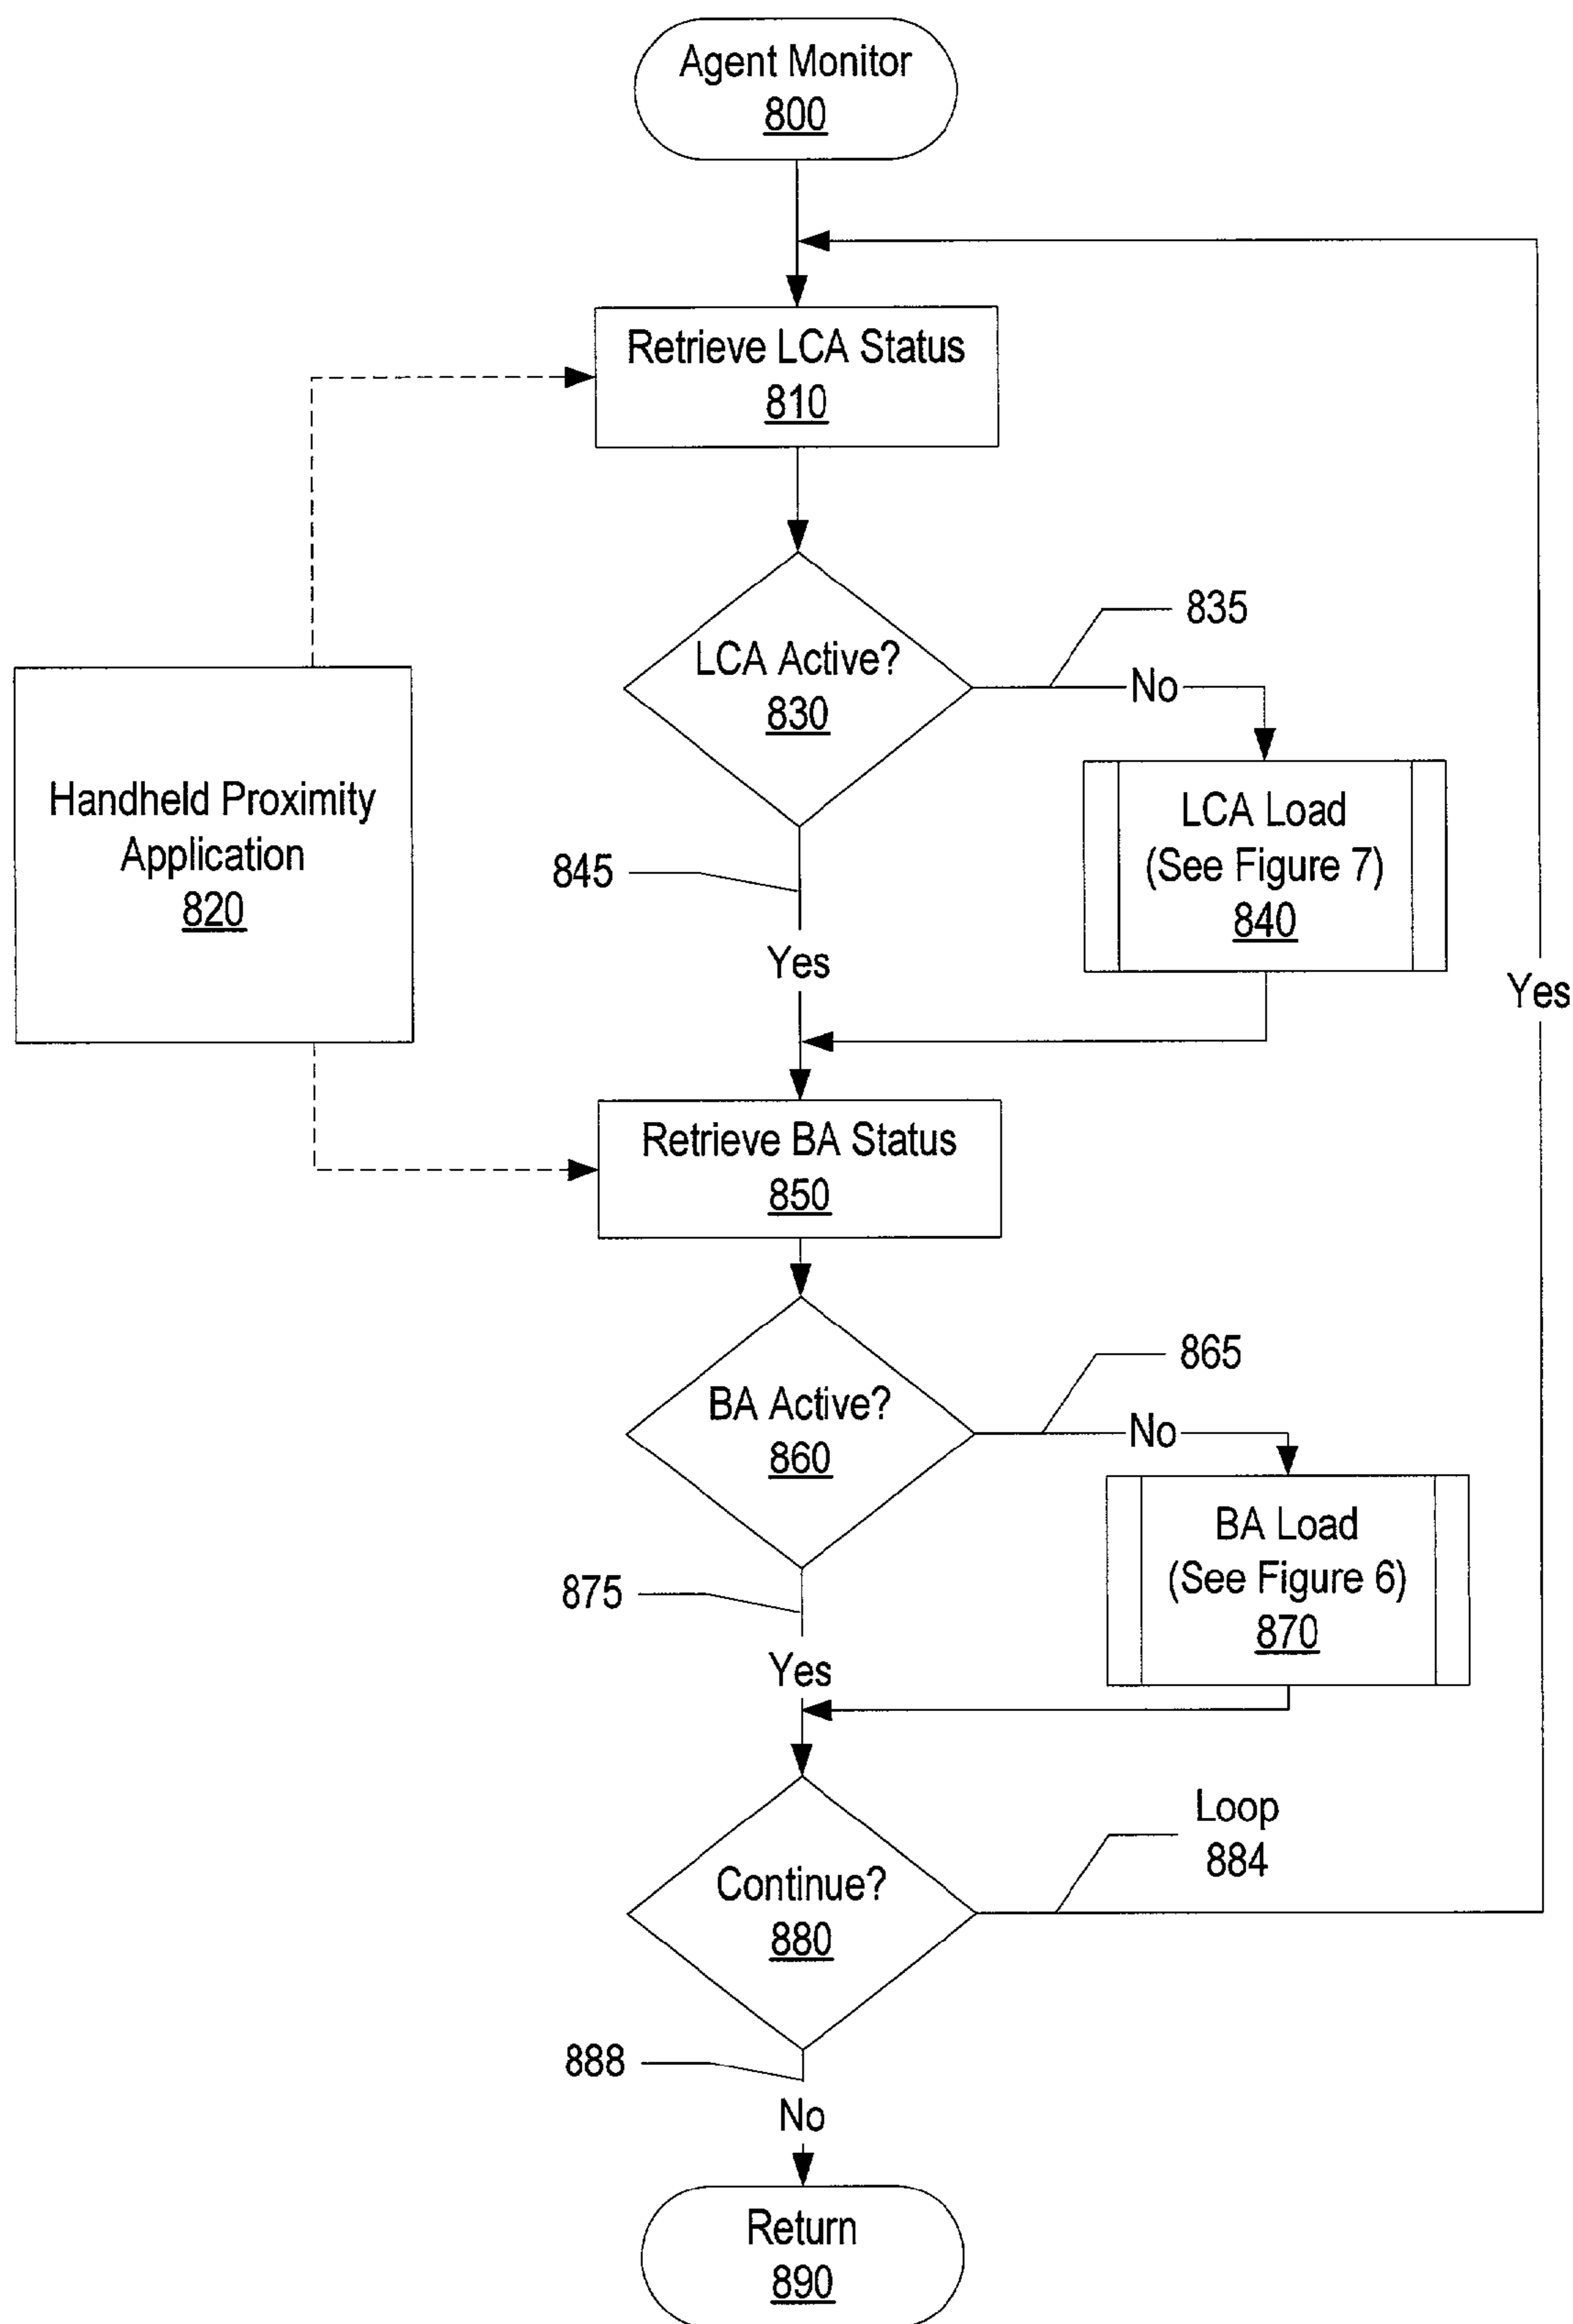 Agent Monitor
800
Retrieve LCA Status
810
LCA Active?
830
835
No
Handheld Proximity
Application
820
LCA Load
(See Figure 7)
840
845
Yes
Yes
Retrieve BA Status
850
BA Active?
860
865
No
BA Load
(See Figure 6)
870
875
Yes
Continue?
880
Loop
884
888
No
Return
890